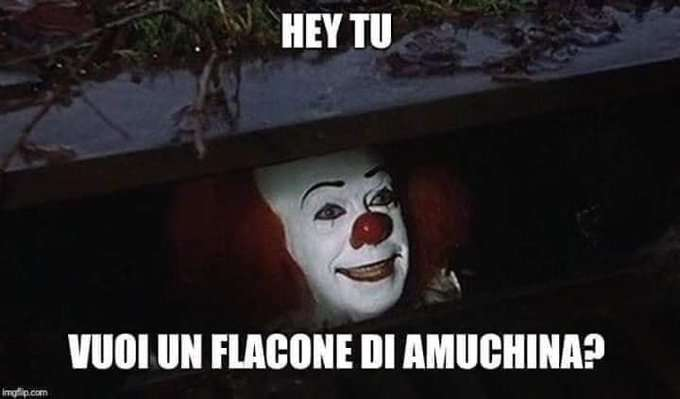 HEY TU
VUOI UN FLACONE DI AMUCHINA?
imgflip.com